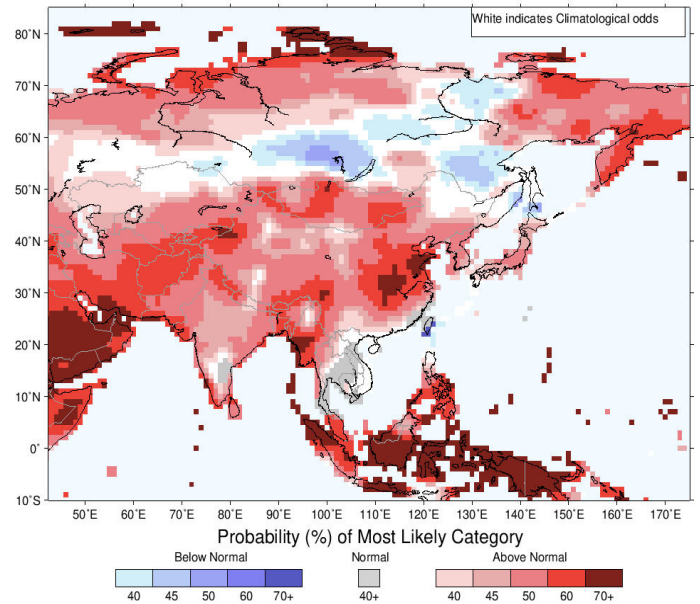 White indicates Climatological odds
80°N
70°N
60°N
50°N
40°N
30°N
20°N
10°N
0°
10°S
50°E 60°E 70°E 80°E 90°E 100°E 110°E 120°E 130°E 140°E 150°E 160°E 170°E
Probability (%) of Most Likely Category
Below Normal Normal Above Normal
40 45 50 60 70+ 40+ 40 45 50 60 70+